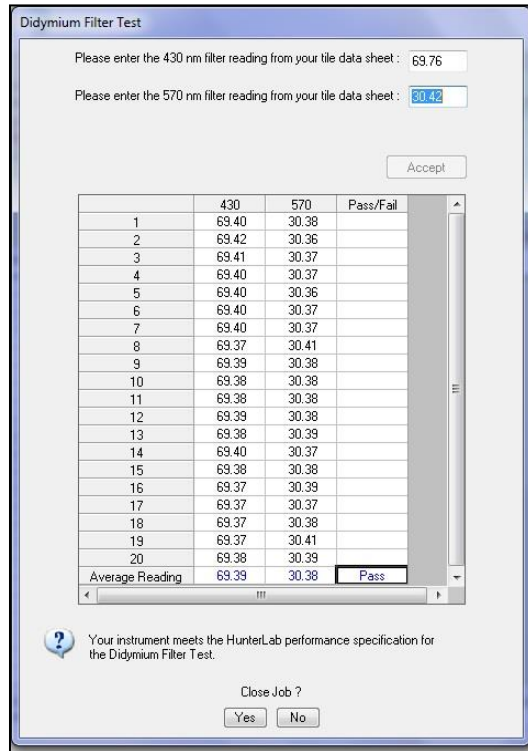 Didymium Filter Test
Please enter the 430 nm filter reading from your tile data sheet : 69.76
Please enter the 570 nm filter reading from your tile data sheet : 30.42
Accept
430 570 Pass/Fail
1 69.40 30.38
2 69.42 30.36
3 69.41 30.37
4 69.40 30.37
5 69.40 30.36
6 69.40 30.37
7 69.40 30.37
8 69.37 30.41
9 69.39 30.38
10 69.38 30.38
11 69.38 30.38
12 69.39 30.38
13 69.38 30.39
14 69.40 30.37
15 69.38 30.38
16 69.37 30.39
17 69.37 30.37
18 69.37 30.38
19 69.37 30.41
20 69.38 30.39
Average Reading 69.39 30.38 Pass
Your instrument meets the HunterLab performance specification for
the Didymium Filter Test.
Close Job ?
Yes No